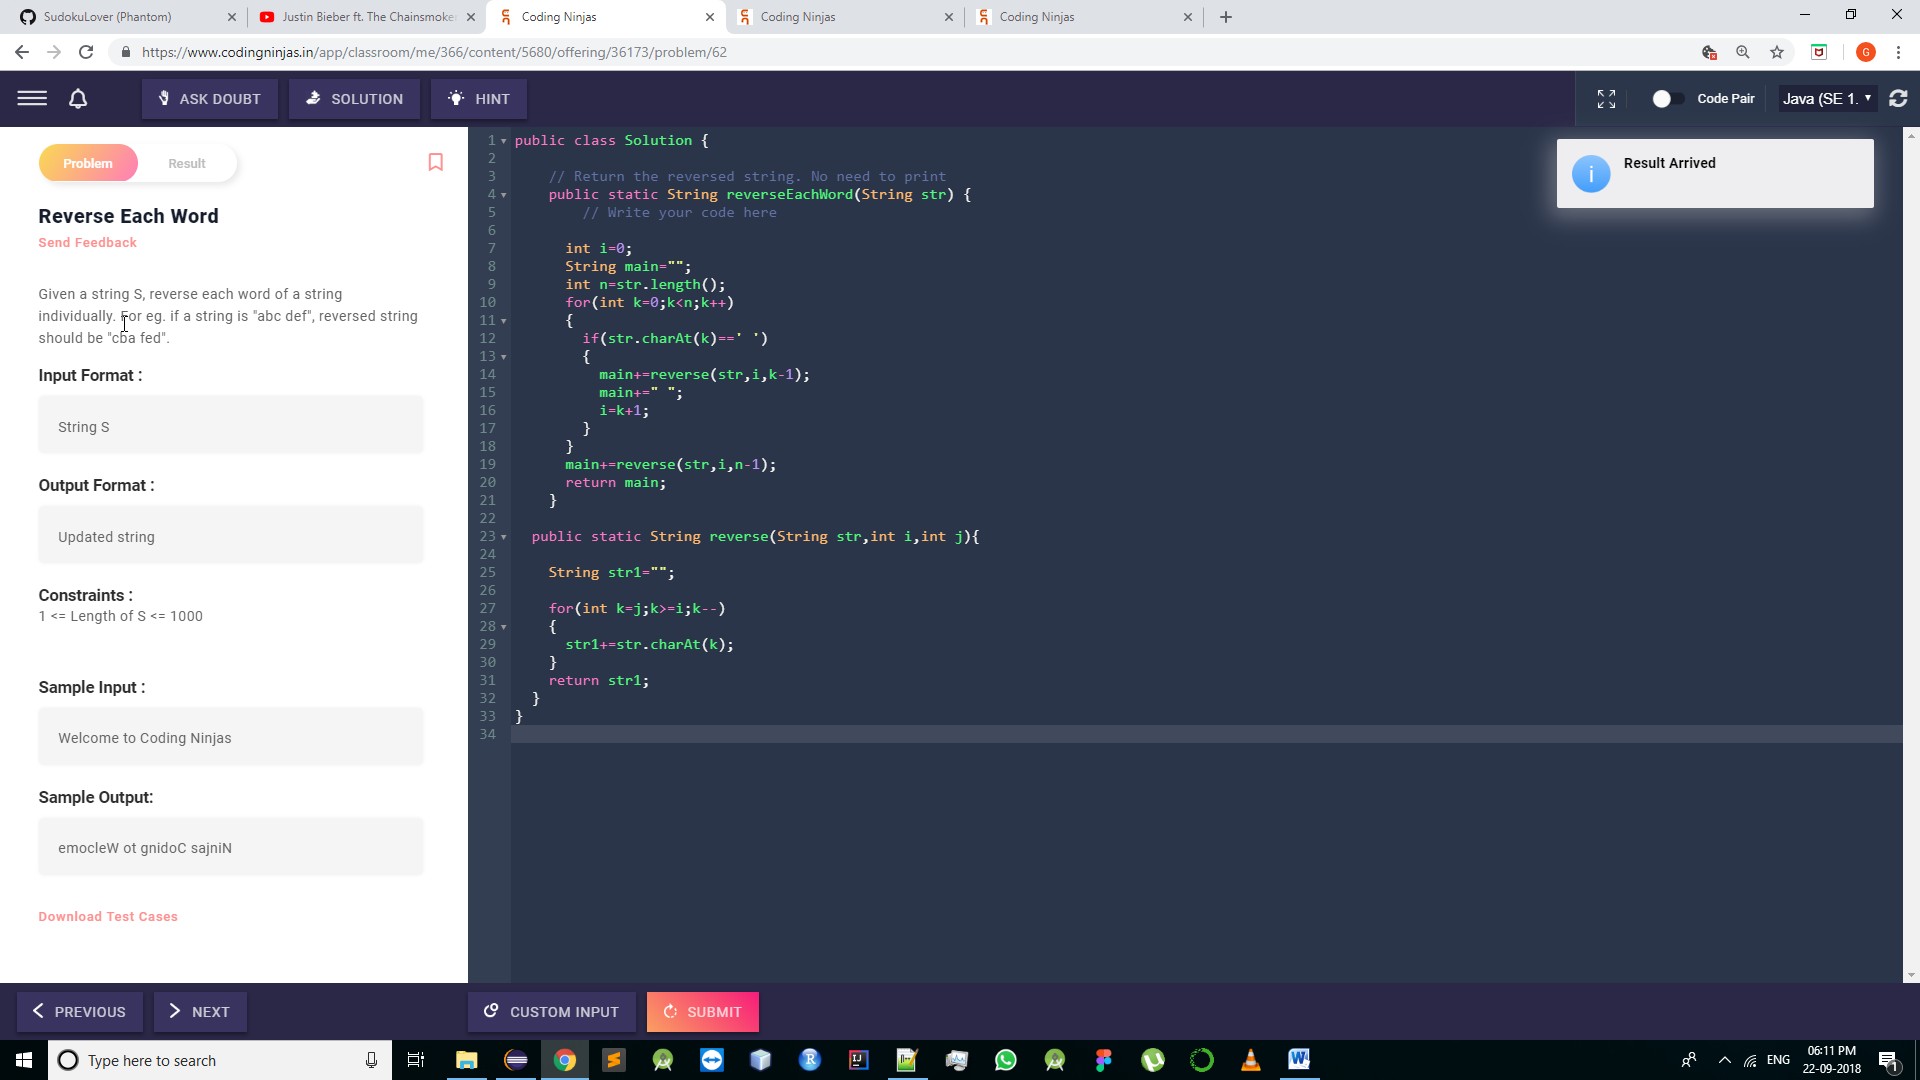 SudokuLover (Phantom)
Justin Bieber ft. The Chainsmoke
Coding Ninjas
Coding Ninjas
Coding Ninjas
https://www.codingninjas.in/app/classroom/me/366/content/5680/offering/36173/problem/62
G
ASK DOUBT
SOLUTION
HINT
Code Pair
Java (SE 1.
Problem
Result
Reverse Each Word
Send Feedback
Given a string S, reverse each word of a string
individually. For eg. if a string is "abc def", reversed string
should be "cba fed".
Input Format :
String S
Output Format :
Updated string
Constraints :
1 <= Length of S <= 1000
Sample Input :
Welcome to Coding Ninjas
Sample Output:
emocleW ot gnidoC sajniN
Download Test Cases
1 public class Solution {
2
3 // Return the reversed string. No need to print
4 public static String reverseEachWord(String str) {
5 // Write your code here
6
7 int i=0;
8 String main="";
9 int n=str.length();
10 for(int k=0;k<n;k++)
11 {
12 if(str.charAt(k)==' ')
13 {
14 main+=reverse(str,i,k-1);
15 main+=" ";
16 i=k+1;
17 }
18 }
19 main+=reverse(str,i,n-1);
20 return main;
21 }
22
23 public static String reverse(String str,int i,int j){
24
25 String str1="";
26
27 for(int k=j;k>=i;k--)
28 {
29 str1+=str.charAt(k);
30 }
31 return str1;
32 }
33 }
34
Result Arrived
PREVIOUS
NEXT
CUSTOM INPUT
SUBMIT
Type here to search
ENG
06:11 PM
22-09-2018
1